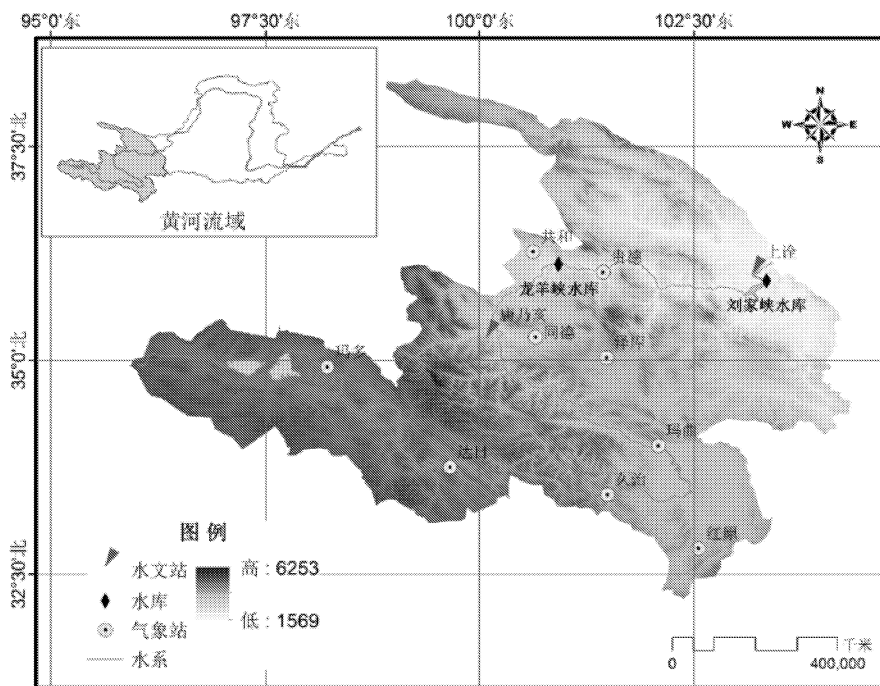 95°0'东
97°30'东
100°0'东
102°30'东
N
W
E
S
37°30'北
35°0'北
32°30'北
黄河流域
共和
贵德
上诠
龙羊峡水库
刘家峡水库
唐乃亥
同德
泽库
玛多
玛曲
达日
久治
红原
图例
水文站
水库
气象站
水系
高 : 6253
低 : 1569
千米
0
400,000